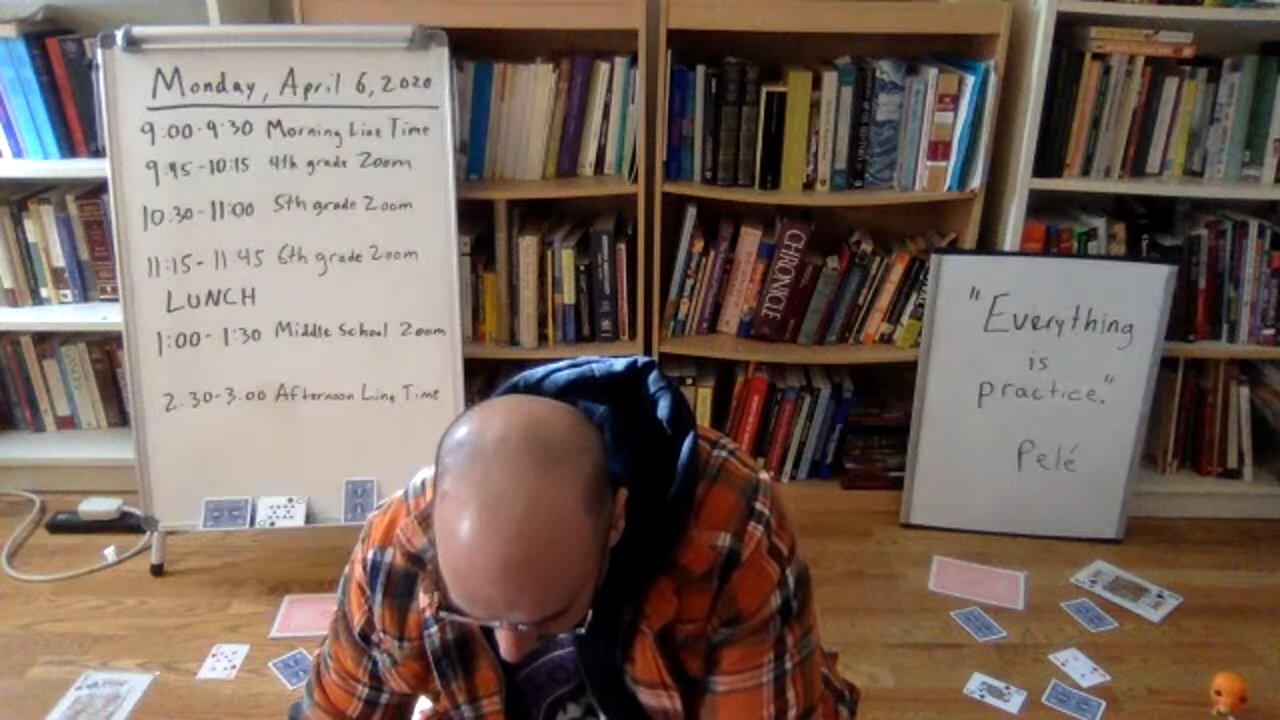 Monday, April 6, 2020
9:00-9:30 Morning Live Time
9:45-10:15 4th grade Zoom
10:30-11:00 5th grade Zoom
11:15-11:45 6th grade Zoom
LUNCH
1:00-1:30 Middle School Zoom
2:30-3:00 Afternoon Live Time
"Everything
is
practice."
Pelé
CHRONICLE